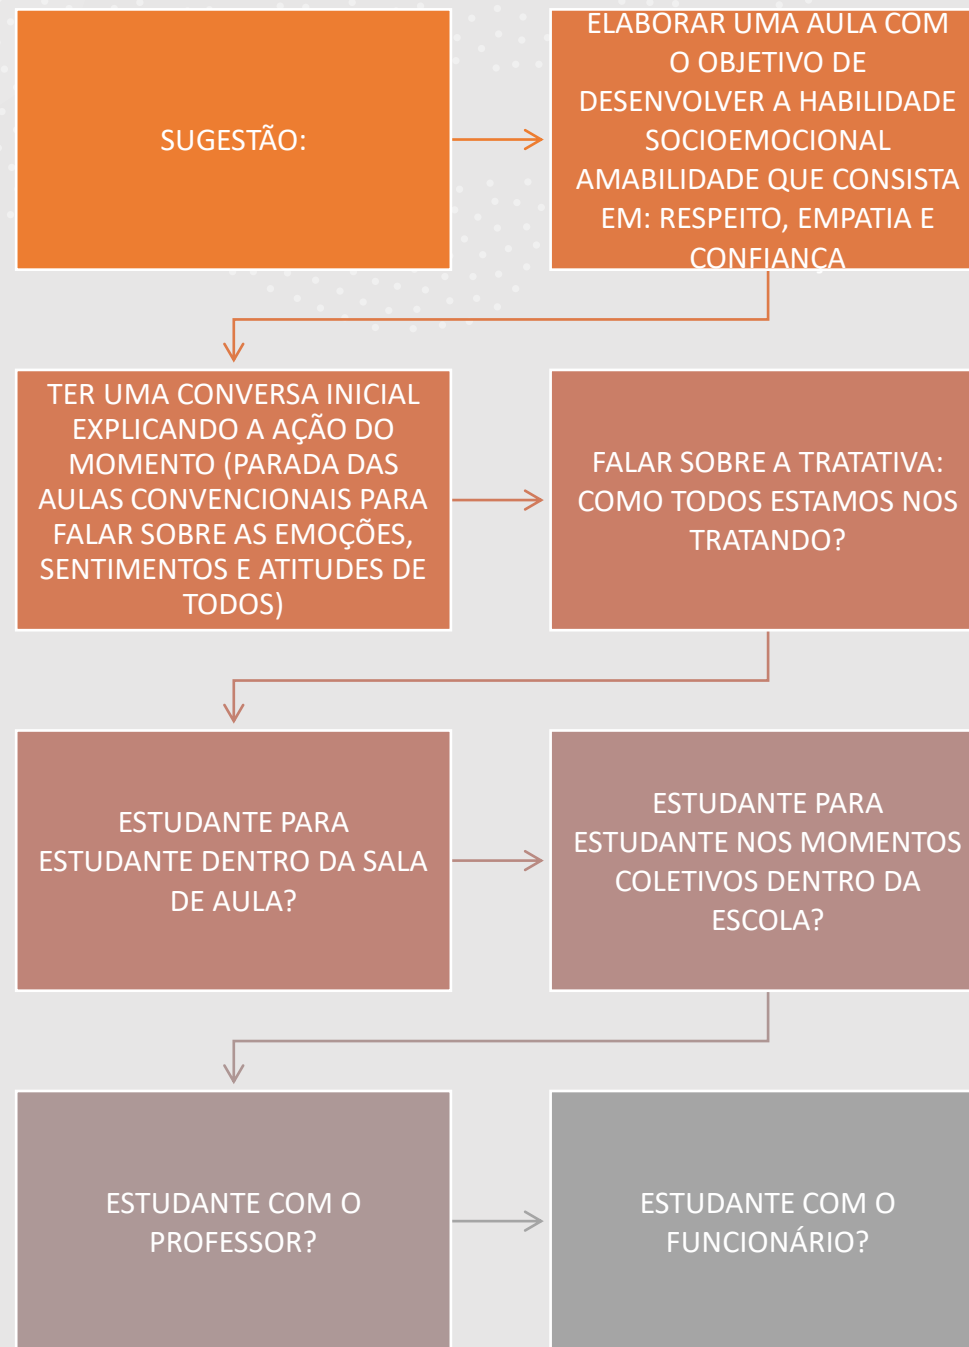 SUGESTÃO:
ELABORAR UMA AULA COM
O OBJETIVO DE
DESENVOLVER A HABILIDADE
SOCIOEMOCIONAL
AMABILIDADE QUE CONSISTA
EM: RESPEITO, EMPATIA E
CONFIANÇA
TER UMA CONVERSA INICIAL
EXPLICANDO A AÇÃO DO
MOMENTO (PARADA DAS
AULAS CONVENCIONAIS PARA
FALAR SOBRE AS EMOÇÕES,
SENTIMENTOS E ATITUDES DE
TODOS)
FALAR SOBRE A TRATATIVA:
COMO TODOS ESTAMOS NOS
TRATANDO?
ESTUDANTE PARA
ESTUDANTE DENTRO DA SALA
DE AULA?
ESTUDANTE PARA
ESTUDANTE NOS MOMENTOS
COLETIVOS DENTRO DA
ESCOLA?
ESTUDANTE COM O
PROFESSOR?
ESTUDANTE COM O
FUNCIONÁRIO?